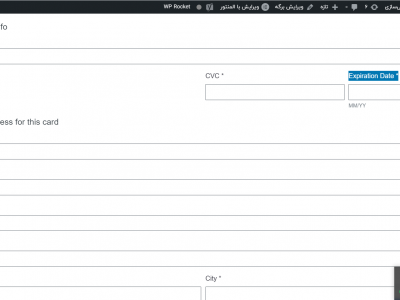 WP Rocket ویرایش با المنتور ویرایش برگه تازه ۶ ‌سازی
fo
CVC * Expiration Date *
MM/YY
ess for this card
City *